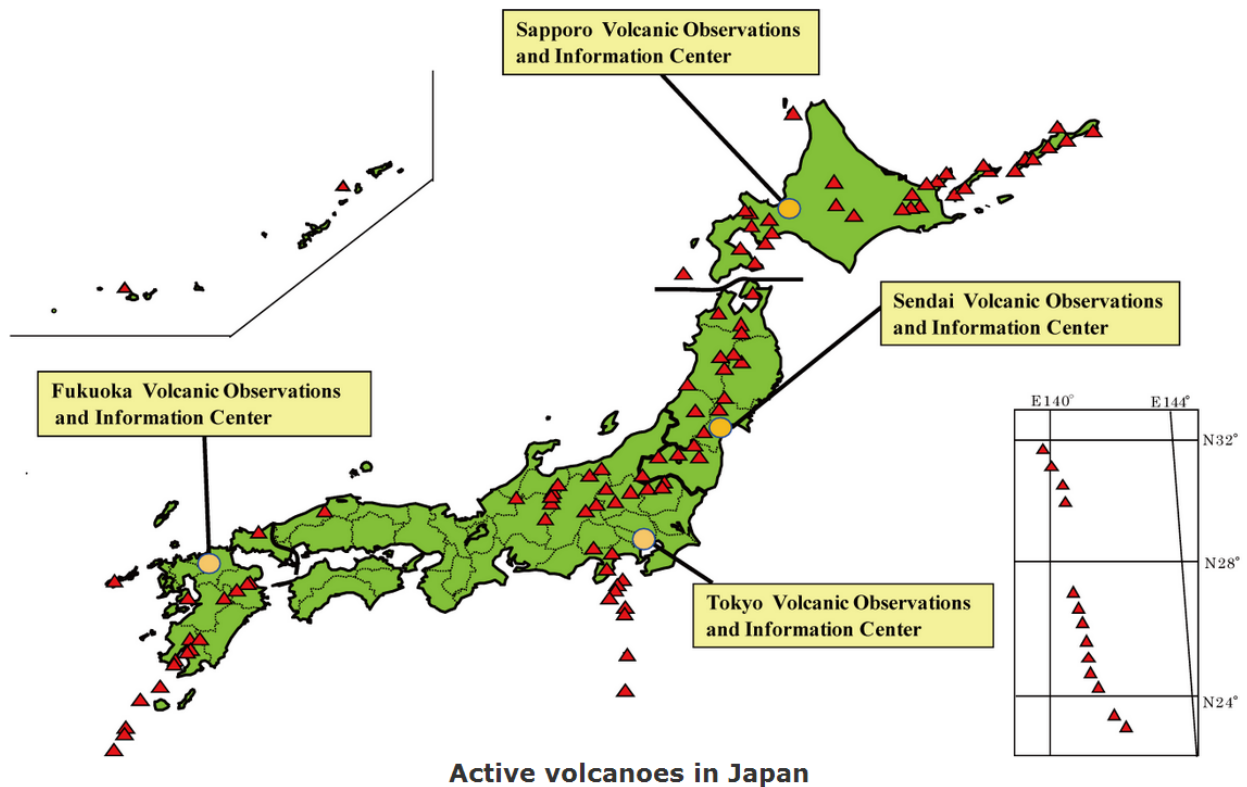 Sapporo Volcanic Observations
and Information Center
Sendai Volcanic Observations
and Information Center
Fukuoka Volcanic Observations
and Information Center
E140°
E144°
N32°
N28°
Tokyo Volcanic Observations
and Information Center
N24°
Active volcanoes in Japan